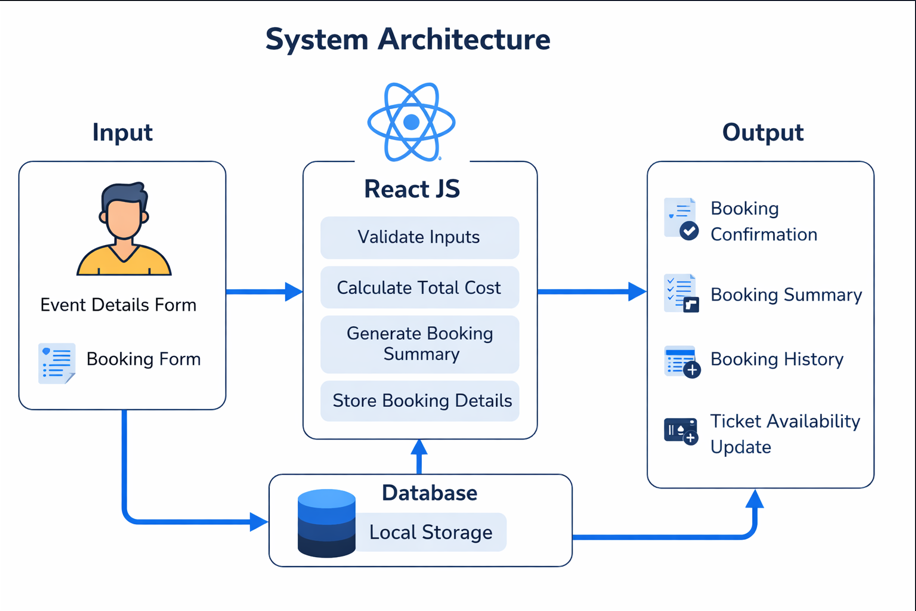 System Architecture
Input
Event Details Form
Booking Form
React JS
Validate Inputs
Calculate Total Cost
Generate Booking
Summary
Store Booking Details
Database
Local Storage
Output
Booking
Confirmation
Booking Summary
Booking History
Ticket Availability
Update